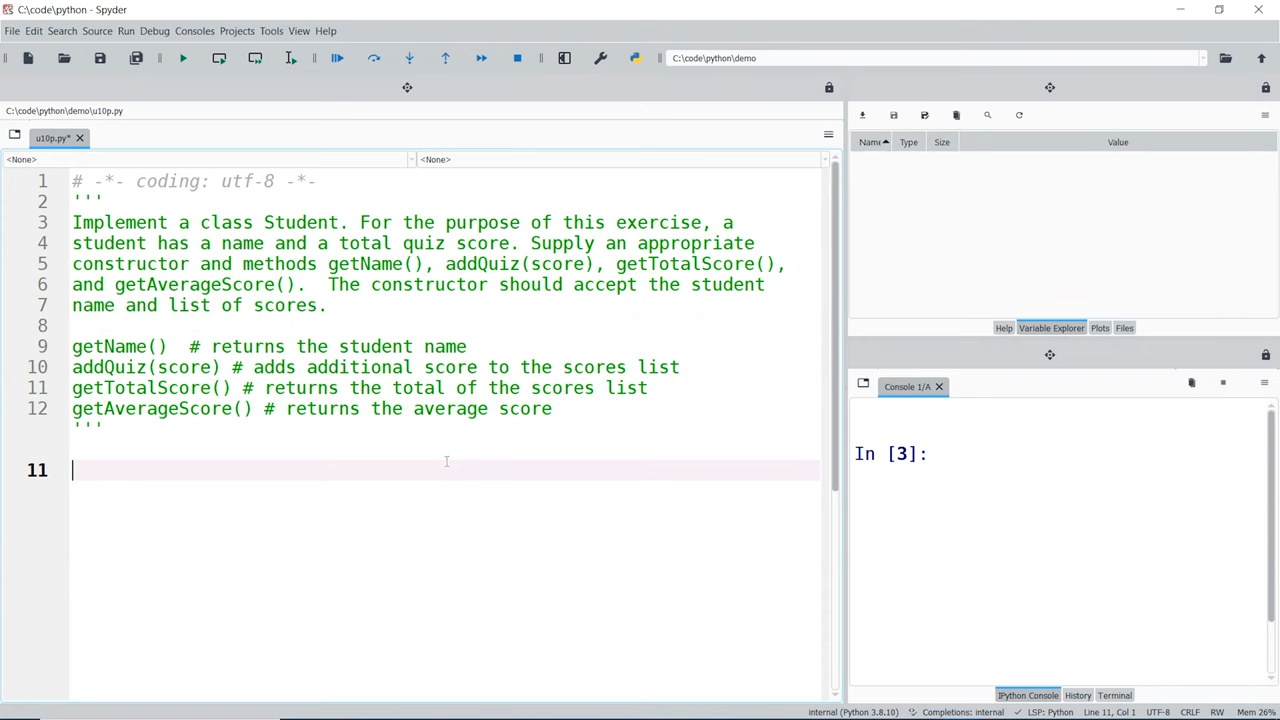 C:\code\python - Spyder
File Edit Search Source Run Debug Consoles Projects Tools View Help
C:\code\python\demo
C:\code\python\demo\u10p.py
u10p.py*
<None> <None>
1 # -*- coding: utf-8 -*-
2 '''
3 Implement a class Student. For the purpose of this exercise, a
4 student has a name and a total quiz score. Supply an appropriate
5 constructor and methods getName(), addQuiz(score), getTotalScore(),
6 and getAverageScore().  The constructor should accept the student
7 name and list of scores.
8
9 getName()  # returns the student name
10 addQuiz(score) # adds additional score to the scores list
11 getTotalScore() # returns the total of the scores list
12 getAverageScore() # returns the average score
'''
11
Name Type Size Value
Help Variable Explorer Plots Files
Console 1/A
In [3]:
IPython Console History Terminal
internal (Python 3.8.10) Completions: internal LSP: Python Line 11, Col 1 UTF-8 CRLF RW Mem 26%